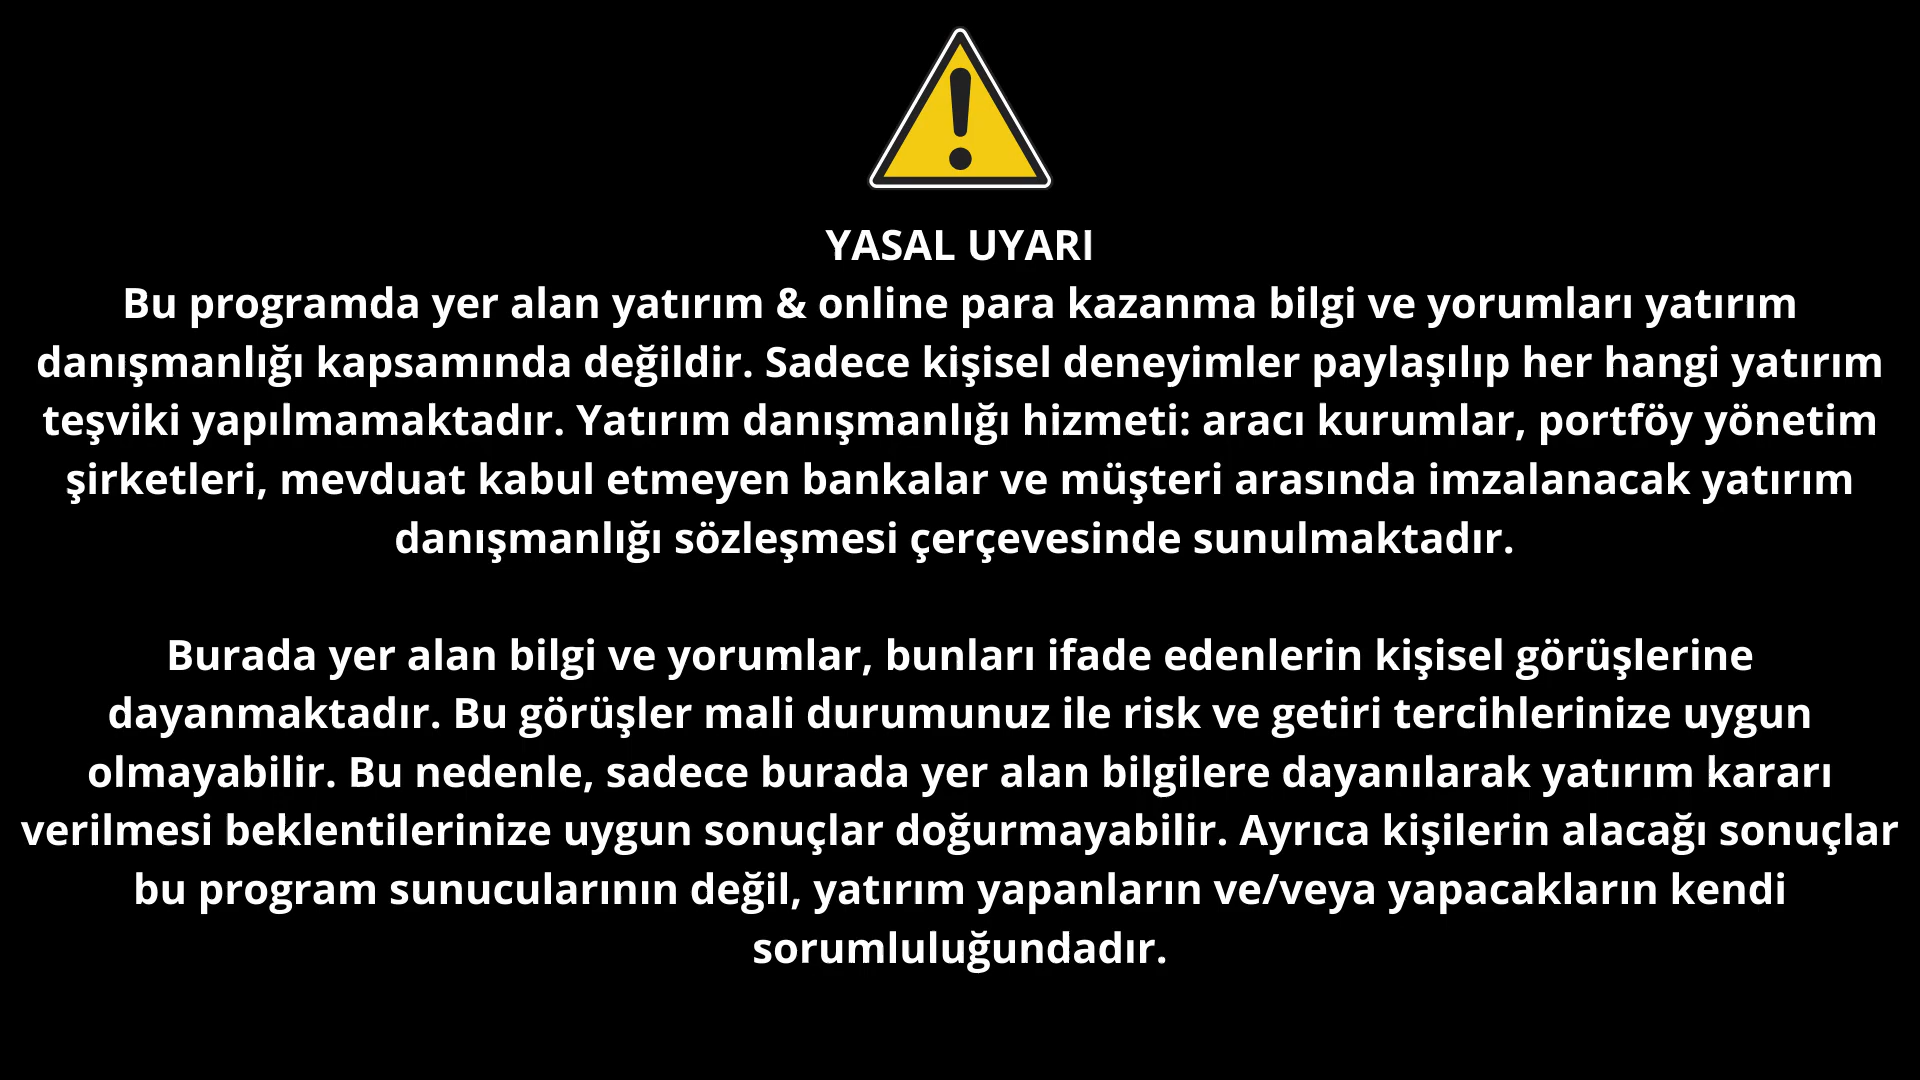 YASAL UYARI
Bu programda yer alan yatırım & online para kazanma bilgi ve yorumları yatırım
danışmanlığı kapsamında değildir. Sadece kişisel deneyimler paylaşılıp her hangi yatırım
teşviki yapılmamaktadır. Yatırım danışmanlığı hizmeti: aracı kurumlar, portföy yönetim
şirketleri, mevduat kabul etmeyen bankalar ve müşteri arasında imzalanacak yatırım
danışmanlığı sözleşmesi çerçevesinde sunulmaktadır.
Burada yer alan bilgi ve yorumlar, bunları ifade edenlerin kişisel görüşlerine
dayanmaktadır. Bu görüşler mali durumunuz ile risk ve getiri tercihlerinize uygun
olmayabilir. Bu nedenle, sadece burada yer alan bilgilere dayanılarak yatırım kararı
verilmesi beklentilerinize uygun sonuçlar doğurmayabilir. Ayrıca kişilerin alacağı sonuçlar
bu program sunucularının değil, yatırım yapanların ve/veya yapacakların kendi
sorumluluğundadır.